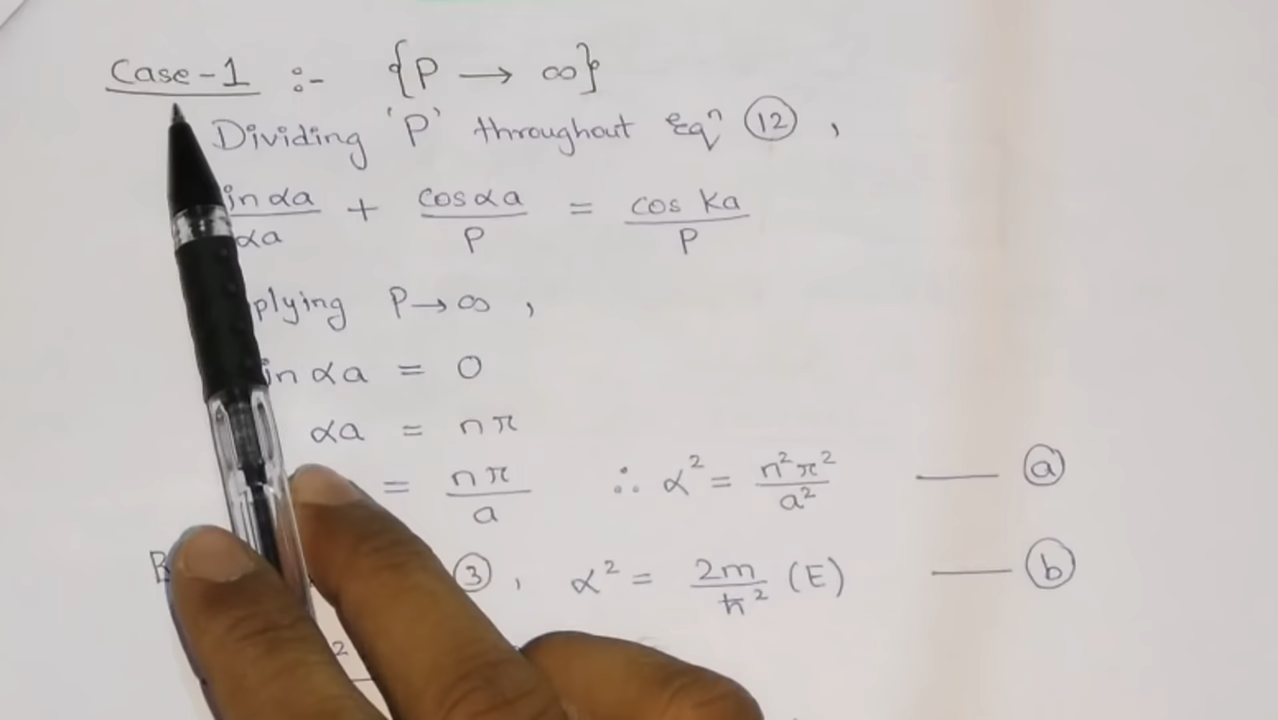 Case-1 :- {P → ∞}
Dividing 'P' throughout Eqⁿ (12) ,
in αa / αa + cos αa / P = cos Ka / P
plying P→∞ ,
in αa = 0
αa = nπ
= nπ / a ∴ α² = n²π² / a² —— (a)
(3) , α² = 2m / ħ² (E) —— (b)
2